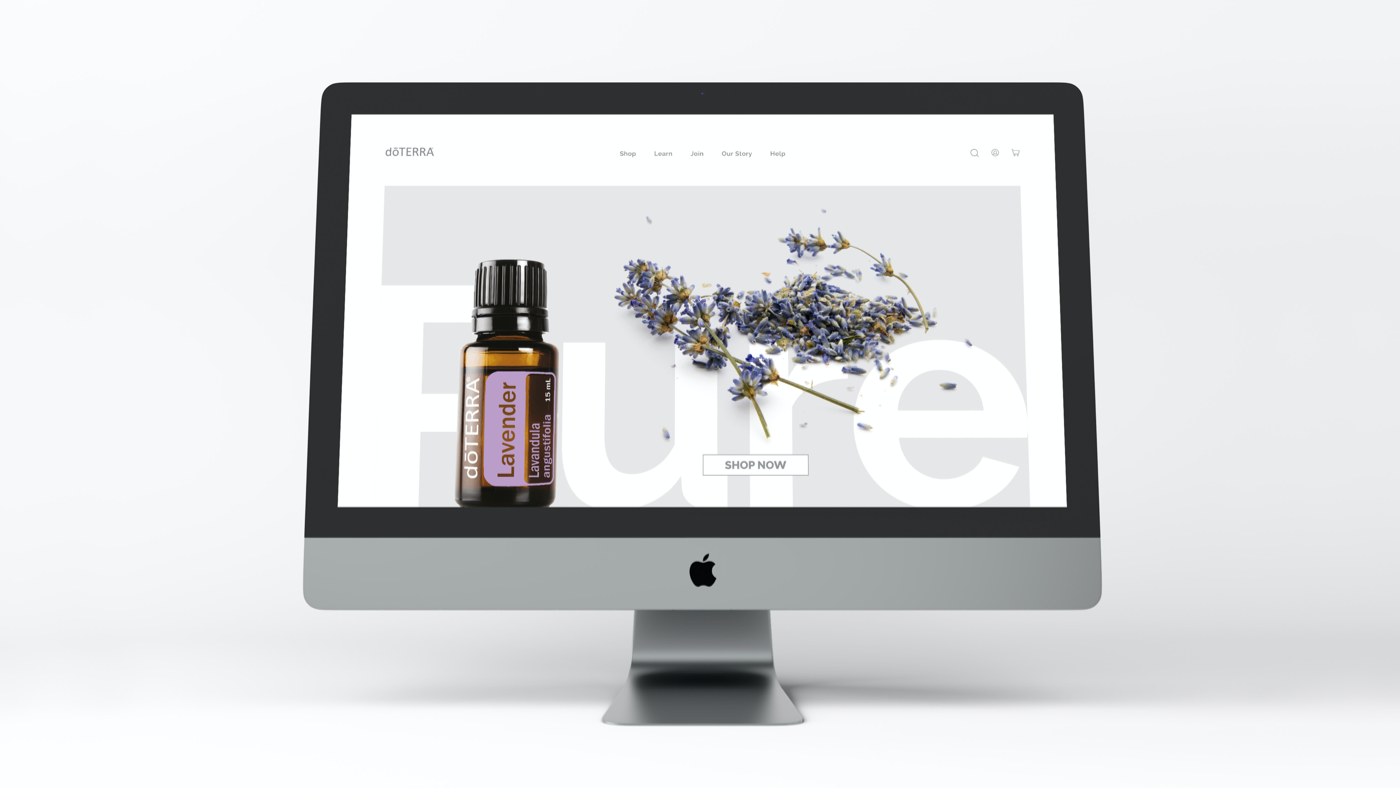 dōTERRA
Shop Learn Join Our Story Help
Pure
dōTERRA
Lavender
Lavandula
angustifolia
15 mL
SHOP NOW